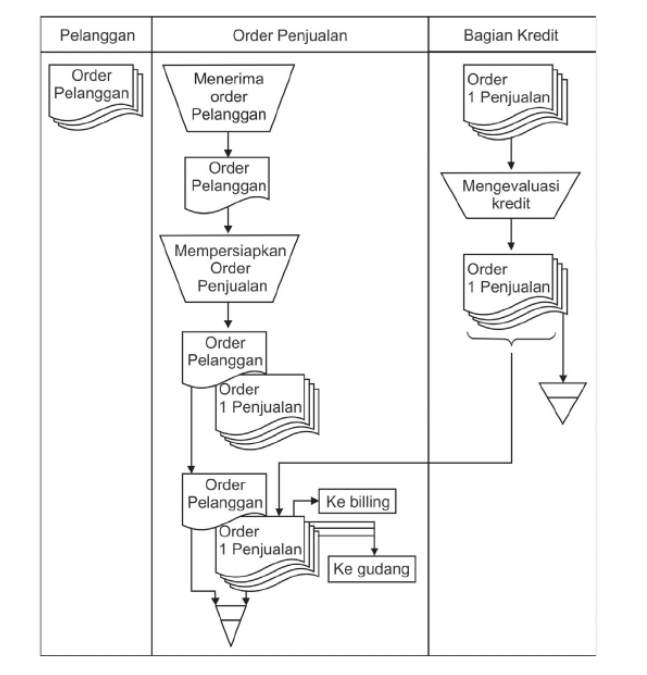 Pelanggan
Order Penjualan
Bagian Kredit
Order
Pelanggan
Menerima
order
Pelanggan
Order
Pelanggan
Mempersiapkan
Order
Penjualan
Order
Pelanggan
Order
1 Penjualan
Order
Pelanggan
Order
1 Penjualan
Ke billing
Ke gudang
Order
1 Penjualan
Mengevaluasi
kredit
Order
1 Penjualan